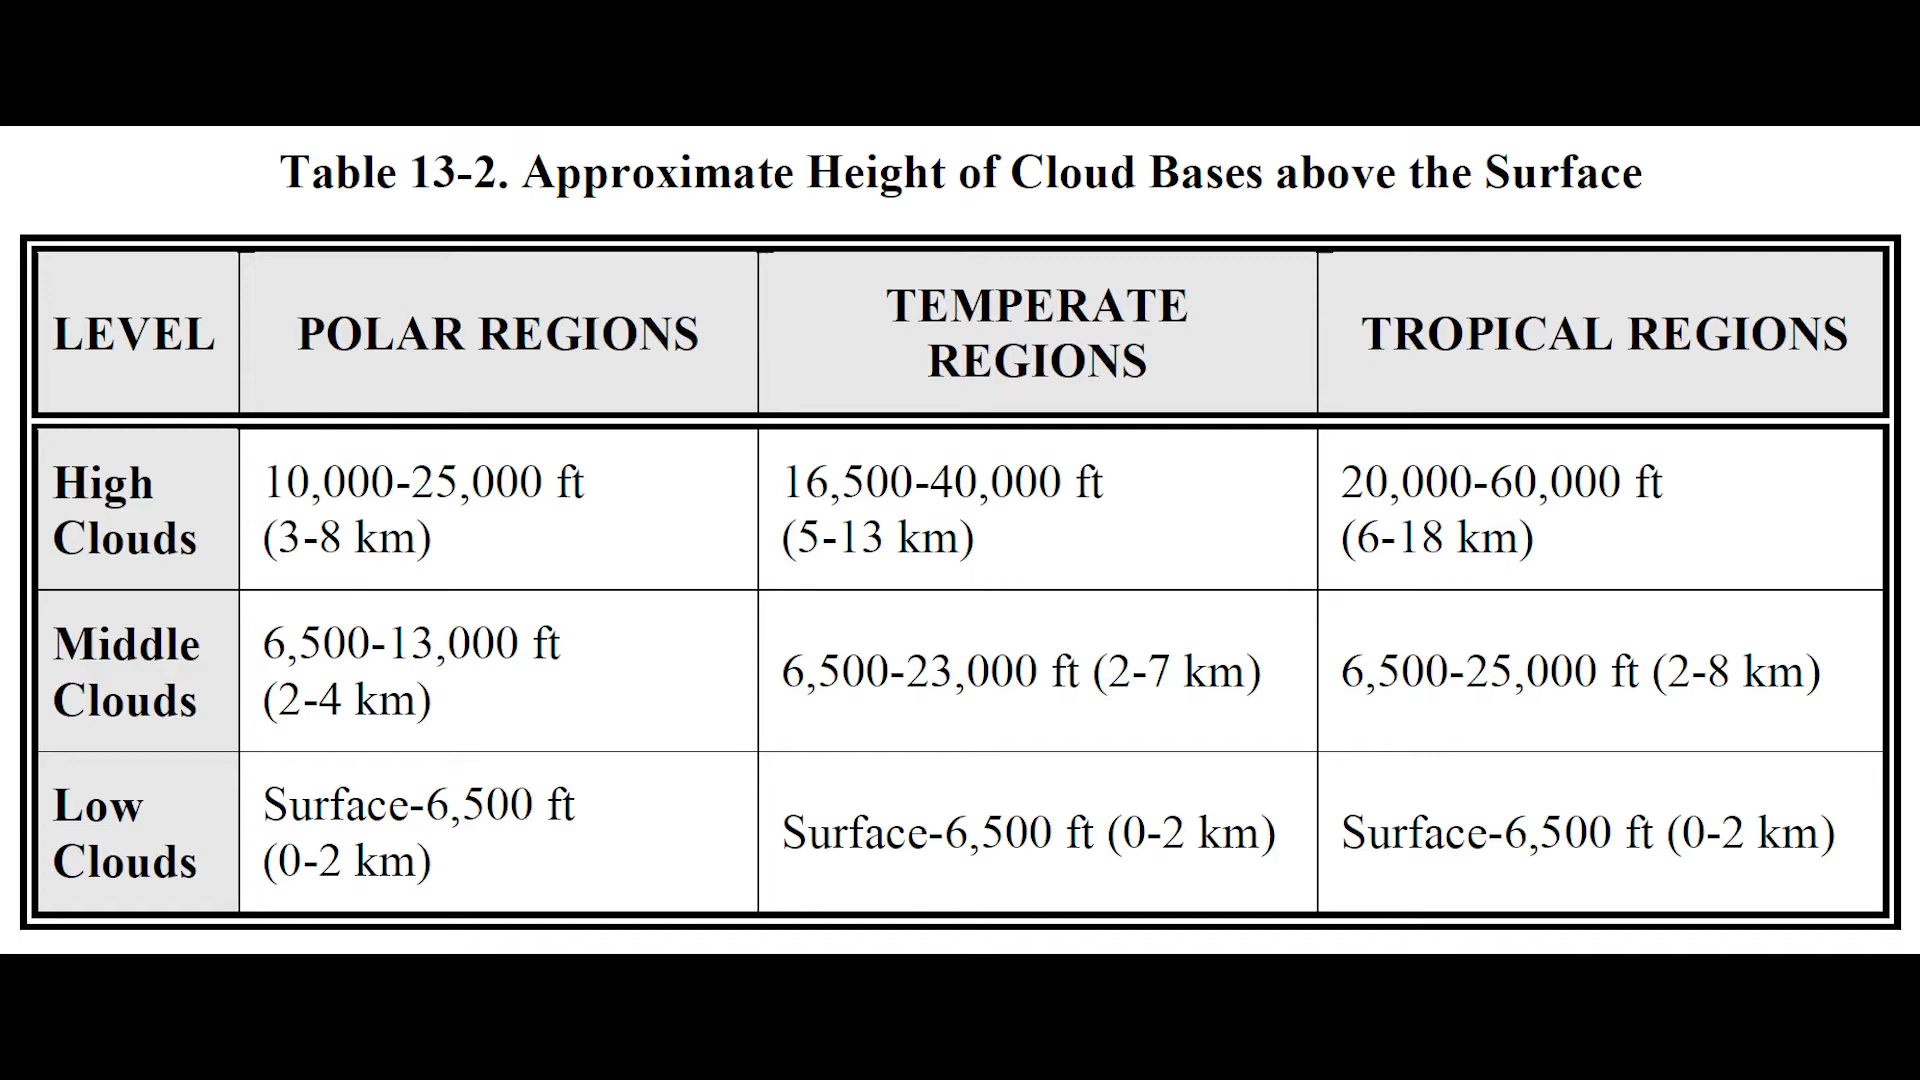 Table 13-2. Approximate Height of Cloud Bases above the Surface
LEVEL
POLAR REGIONS
TEMPERATE
REGIONS
TROPICAL REGIONS
High
Clouds
10,000-25,000 ft
(3-8 km)
16,500-40,000 ft
(5-13 km)
20,000-60,000 ft
(6-18 km)
Middle
Clouds
6,500-13,000 ft
(2-4 km)
6,500-23,000 ft (2-7 km)
6,500-25,000 ft (2-8 km)
Low
Clouds
Surface-6,500 ft
(0-2 km)
Surface-6,500 ft (0-2 km)
Surface-6,500 ft (0-2 km)